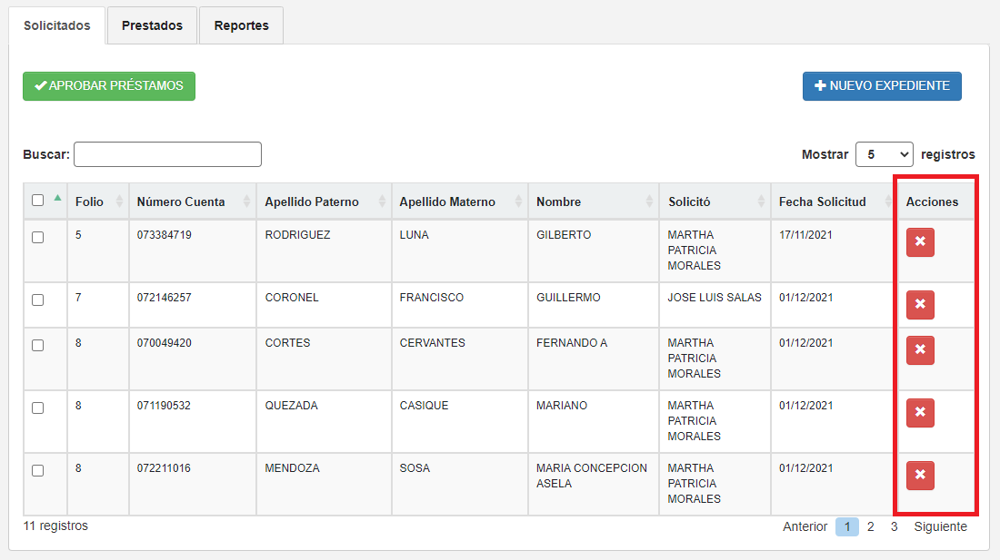 Solicitados Prestados Reportes
APROBAR PRÉSTAMOS NUEVO EXPEDIENTE
Buscar: Mostrar 5 registros
Folio Número Cuenta Apellido Paterno Apellido Materno Nombre Solicitó Fecha Solicitud Acciones
5 073384719 RODRIGUEZ LUNA GILBERTO MARTHA 17/11/2021
PATRICIA
MORALES
7 072146257 CORONEL FRANCISCO GUILLERMO JOSE LUIS SALAS 01/12/2021
8 070049420 CORTES CERVANTES FERNANDO A MARTHA 01/12/2021
PATRICIA
MORALES
8 071190532 QUEZADA CASIQUE MARIANO MARTHA 01/12/2021
PATRICIA
MORALES
8 072211016 MENDOZA SOSA MARIA CONCEPCION MARTHA 01/12/2021
ASELA PATRICIA
MORALES
11 registros Anterior 1 2 3 Siguiente